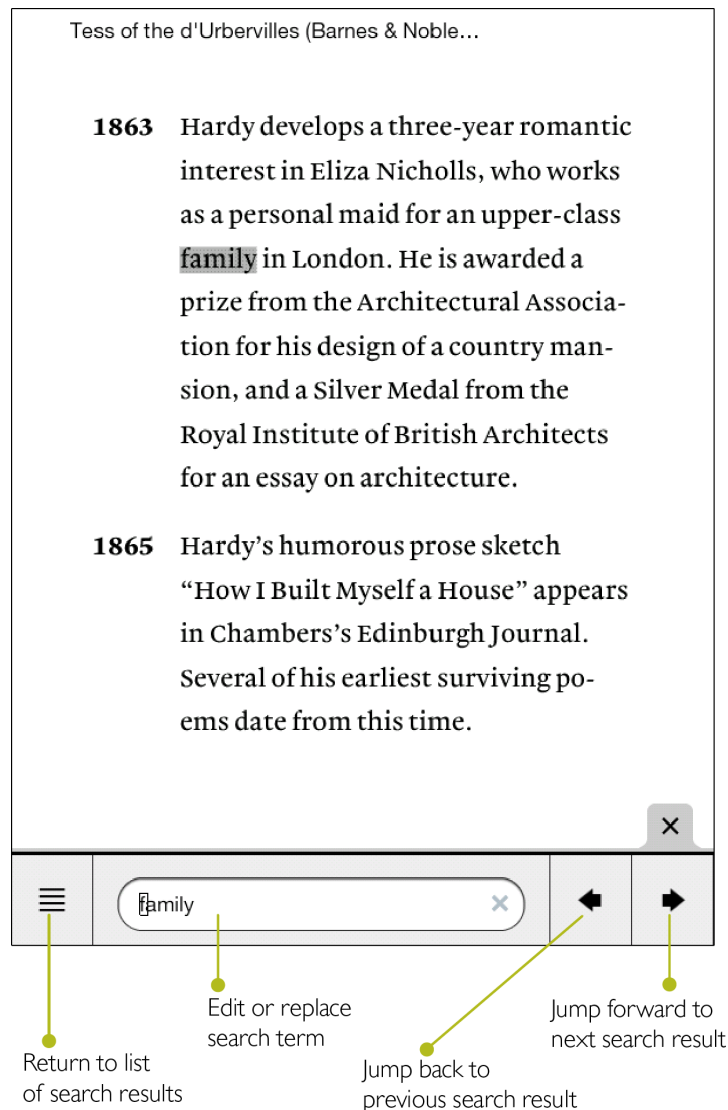 Tess of the d'Urbervilles (Barnes & Noble…
1863 Hardy develops a three-year romantic
interest in Eliza Nicholls, who works
as a personal maid for an upper-class
family in London. He is awarded a
prize from the Architectural Associa-
tion for his design of a country man-
sion, and a Silver Medal from the
Royal Institute of British Architects
for an essay on architecture.
1865 Hardy’s humorous prose sketch
“How I Built Myself a House” appears
in Chambers’s Edinburgh Journal.
Several of his earliest surviving po-
ems date from this time.
family
Edit or replace
search term
Jump forward to
next search result
Return to list
of search results
Jump back to
previous search result